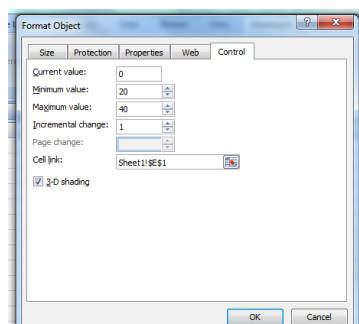 Format Object
Size Protection Properties Web Control
Current value: 0
Minimum value: 20
Maximum value: 40
Incremental change: 1
Page change:
Cell link: Sheet1!$E$1
3-D shading
OK Cancel